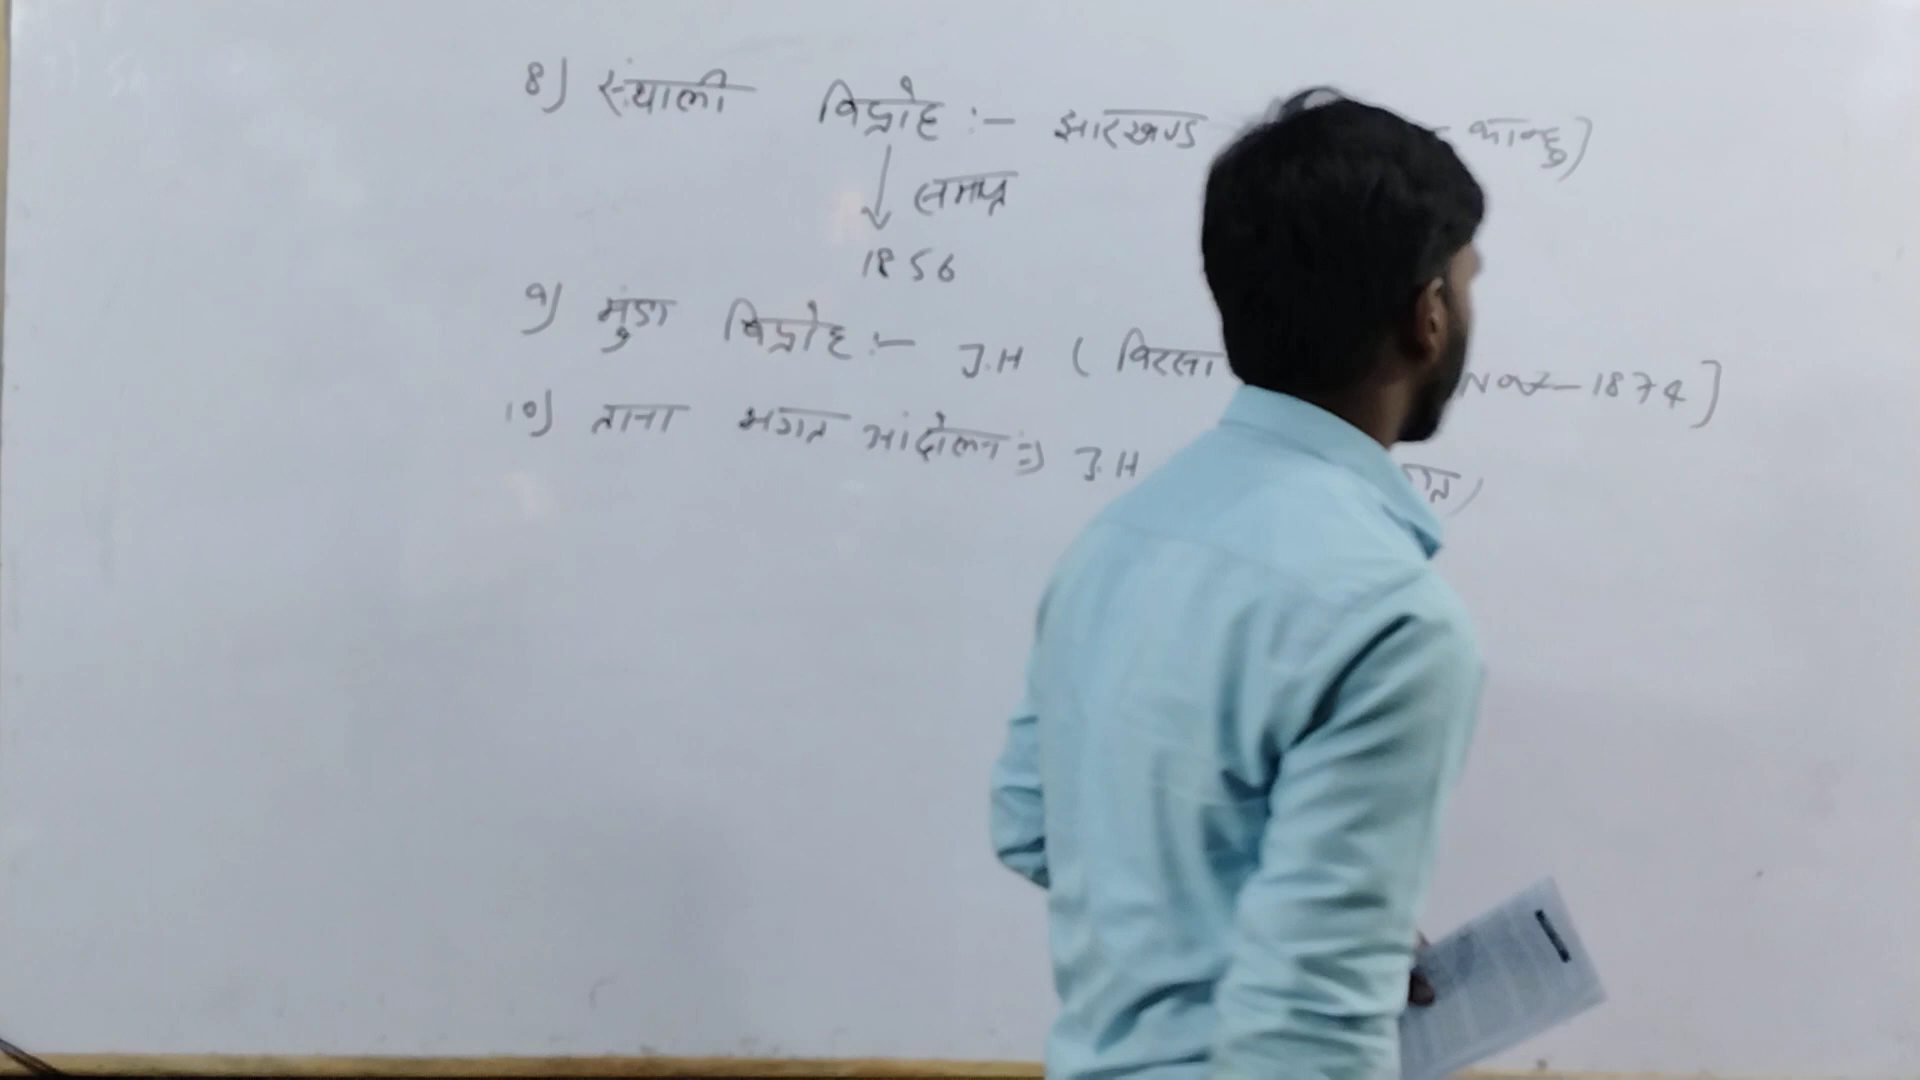 8) संथाली विद्रोह :- झारखण्ड कान्हु)
↓ समाप्त
1856
9) मुंडा विद्रोह :- J.H ( बिरसा Nov - 1874 ]
10) ताना भगत आंदोलन => J.H